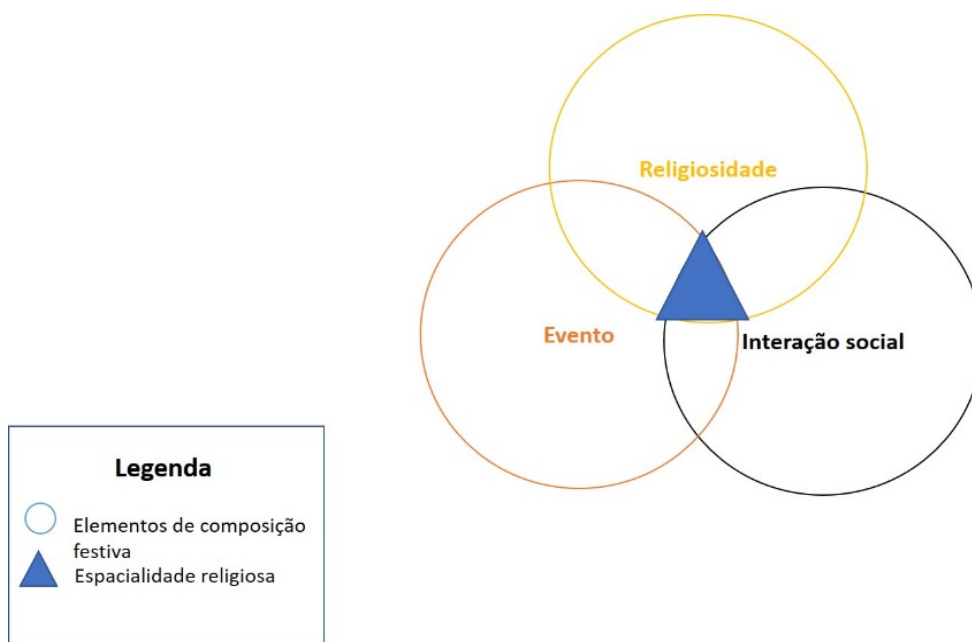 Religiosidade
Evento
Interação social
Legenda
Elementos de composição
festiva
Espacialidade religiosa